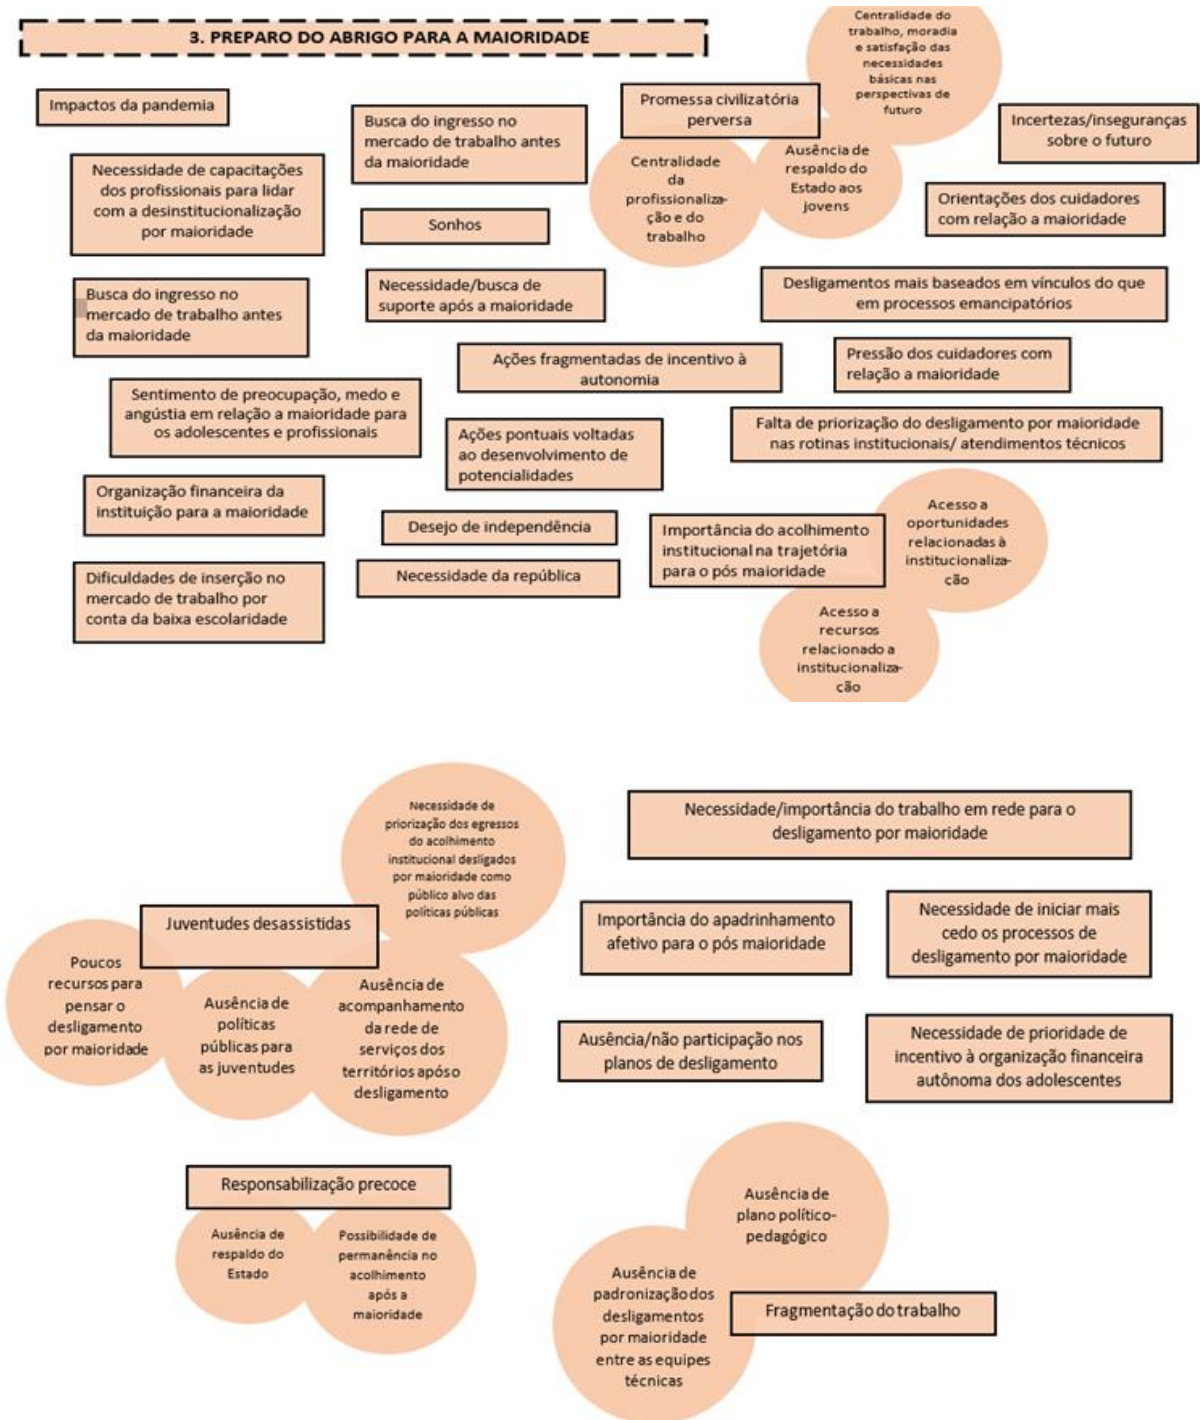 3. PREPARO DO ABRIGO PARA A MAIORIDADE
Centralidade do
trabalho, moradia
e satisfação das
necessidades
básicas nas
perspectivas de
futuro
Impactos da pandemia
Busca do ingresso no
mercado de trabalho antes
da maioridade
Promessa civilizatória
perversa
Incertezas/inseguranças
sobre o futuro
Necessidade de capacitações
dos profissionais para lidar
com a desinstitucionalização
por maioridade
Centralidade
da
profissionaliza-
ção e do
trabalho
Ausência de
respaldo do
Estado aos
jovens
Orientações dos cuidadores
com relação a maioridade
Sonhos
Busca do ingresso no
mercado de trabalho antes
da maioridade
Necessidade/busca de
suporte após a maioridade
Desligamentos mais baseados em vínculos do que
em processos emancipatórios
Ações fragmentadas de incentivo à
autonomia
Pressão dos cuidadores com
relação a maioridade
Sentimento de preocupação, medo e
angústia em relação a maioridade para
os adolescentes e profissionais
Ações pontuais voltadas
ao desenvolvimento de
potencialidades
Falta de priorização do desligamento por maioridade
nas rotinas institucionais/ atendimentos técnicos
Organização financeira da
instituição para a maioridade
Desejo de independência
Importância do acolhimento
institucional na trajetória
para o pós maioridade
Acesso a
oportunidades
relacionadas à
institucionaliza-
ção
Dificuldades de inserção no
mercado de trabalho por
conta da baixa escolaridade
Necessidade da república
Acesso a
recursos
relacionado a
institucionaliza-
ção
Necessidade de
priorização dos egressos
do acolhimento
institucional desligados
por maioridade como
público alvo das
políticas públicas
Necessidade/importância do trabalho em rede para o
desligamento por maioridade
Juventudes desassistidas
Importância do apadrinhamento
afetivo para o pós maioridade
Necessidade de iniciar mais
cedo os processos de
desligamento por maioridade
Poucos
recursos para
pensar o
desligamento
por maioridade
Ausência de
políticas
públicas para
as juventudes
Ausência de
acompanhamento
da rede de
serviços dos
territórios após o
desligamento
Ausência/não participação nos
planos de desligamento
Necessidade de prioridade de
incentivo à organização financeira
autônoma dos adolescentes
Responsabilização precoce
Ausência de
respaldo do
Estado
Possibilidade de
permanência no
acolhimento
após a
maioridade
Ausência de
plano político-
pedagógico
Ausência de
padronização dos
desligamentos
por maioridade
entre as equipes
técnicas
Fragmentação do trabalho